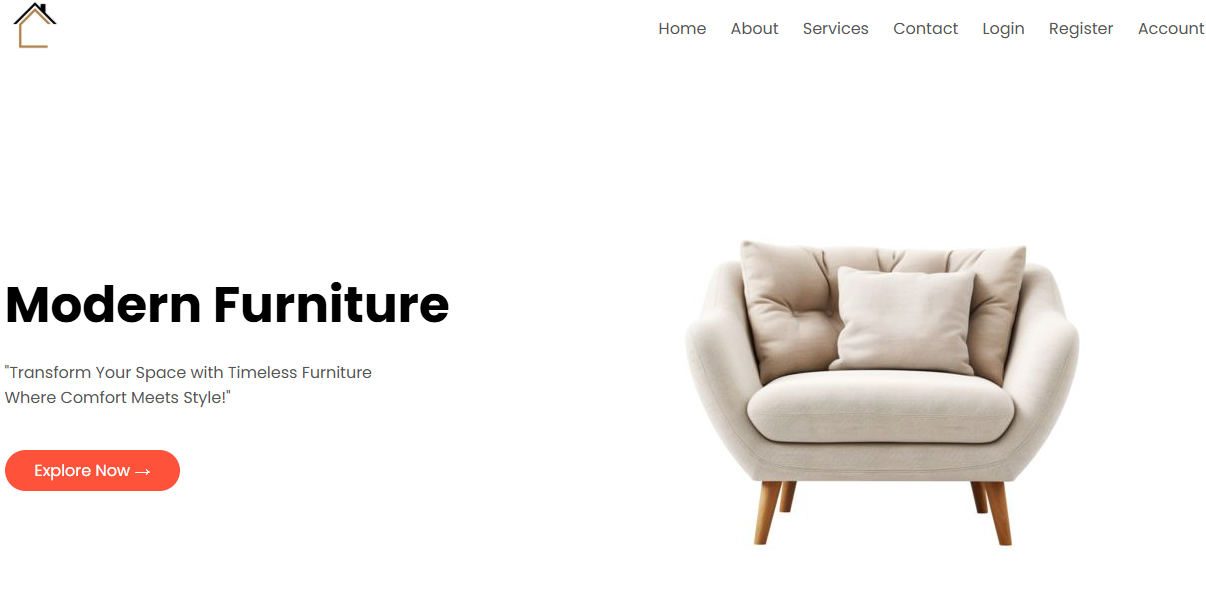 Home About Services Contact Login Register Account
Modern Furniture
"Transform Your Space with Timeless Furniture
Where Comfort Meets Style!"
Explore Now →